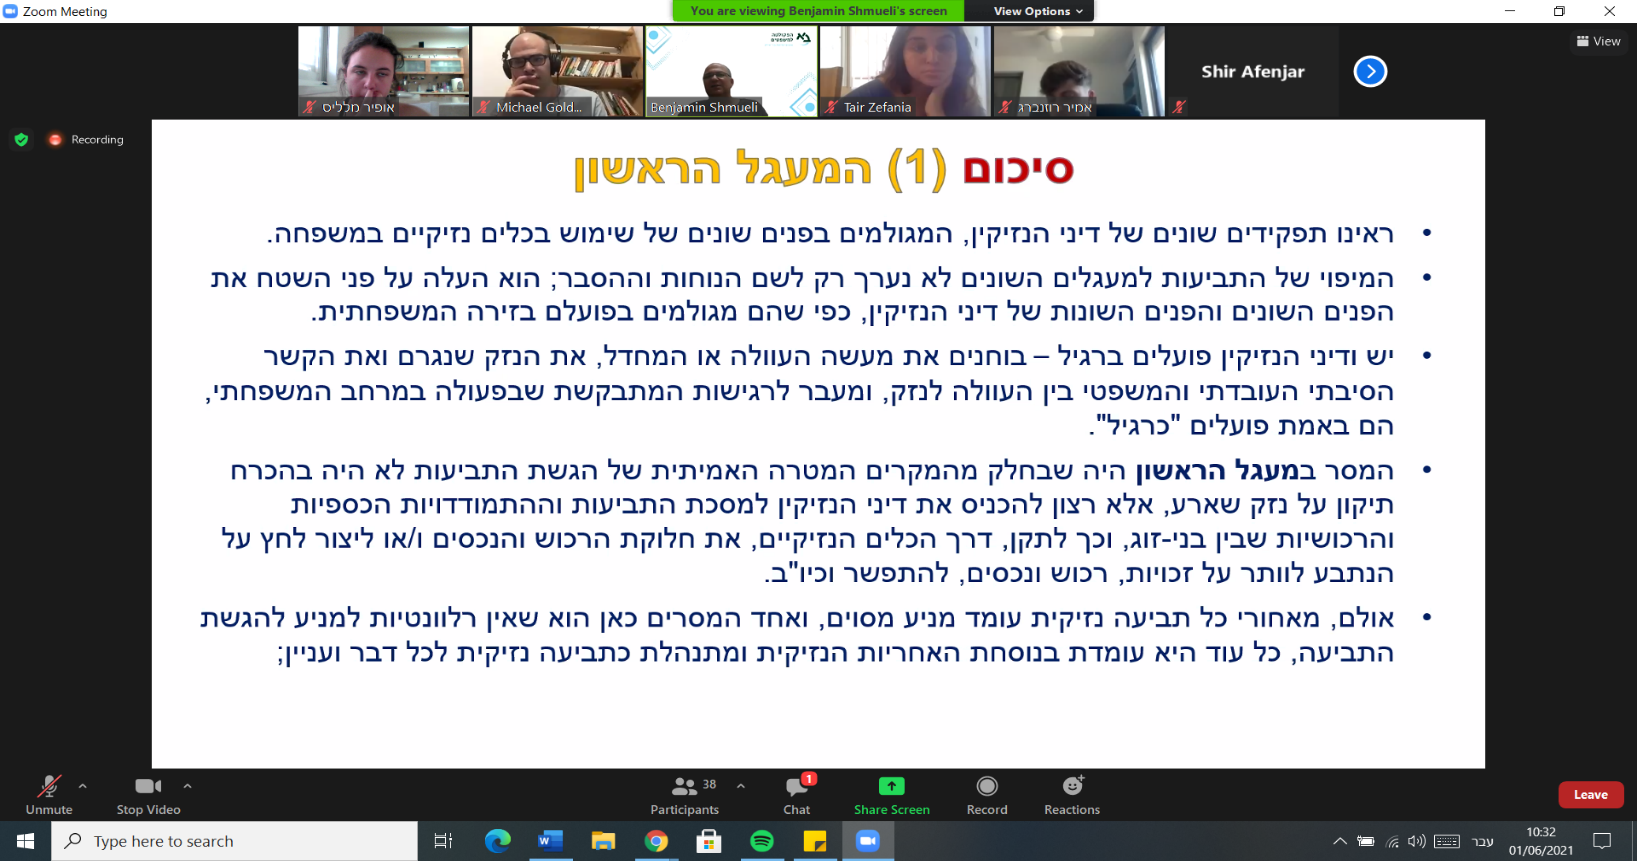 Zoom Meeting
You are viewing Benjamin Shmueli's screen
View Options
View
אופיר מלליס
Michael Gold...
Benjamin Shmueli
Tair Zefania
אמיר רוזנברג
Shir Afenjar
Recording
סיכום (1) המעגל הראשון
• ראינו תפקידים שונים של דיני הנזיקין, המגולמים בפנים שונים של שימוש בכלים נזיקיים במשפחה.
• המיפוי של התביעות למעגלים השונים לא נערך רק לשם הנוחות וההסבר; הוא העלה על פני השטח את
הפנים השונים והפנים השונות של דיני הנזיקין, כפי שהם מגולמים בפועלם בזירה המשפחתית.
• יש ודיני הנזיקין פועלים ברגיל – בוחנים את מעשה העוולה או המחדל, את הנזק שנגרם ואת הקשר
הסיבתי העובדתי והמשפטי בין העוולה לנזק, ומעבר לרגישות המתבקשת שבפעולה במרחב המשפחתי,
הם באמת פועלים "כרגיל".
• המסר במעגל הראשון היה שבחלק מהמקרים המטרה האמיתית של הגשת התביעות לא היה בהכרח
תיקון על נזק שארע, אלא רצון להכניס את דיני הנזיקין למסכת התביעות וההתמודדויות הכספיות
והרכושיות שבין בני-זוג, וכך לתקן, דרך הכלים הנזיקיים, את חלוקת הרכוש והנכסים ו/או ליצור לחץ על
הנתבע לוותר על זכויות, רכוש ונכסים, להתפשר וכיו"ב.
• אולם, מאחורי כל תביעה נזיקית עומד מניע מסוים, ואחד המסרים כאן הוא שאין רלוונטיות למניע להגשת
התביעה, כל עוד היא עומדת בנוסחת האחריות הנזיקית ומתנהלת כתביעה נזיקית לכל דבר ועניין;
Unmute
Stop Video
38
Participants
1
Chat
Share Screen
Record
Reactions
Leave
Type here to search
עבר
10:32
01/06/2021